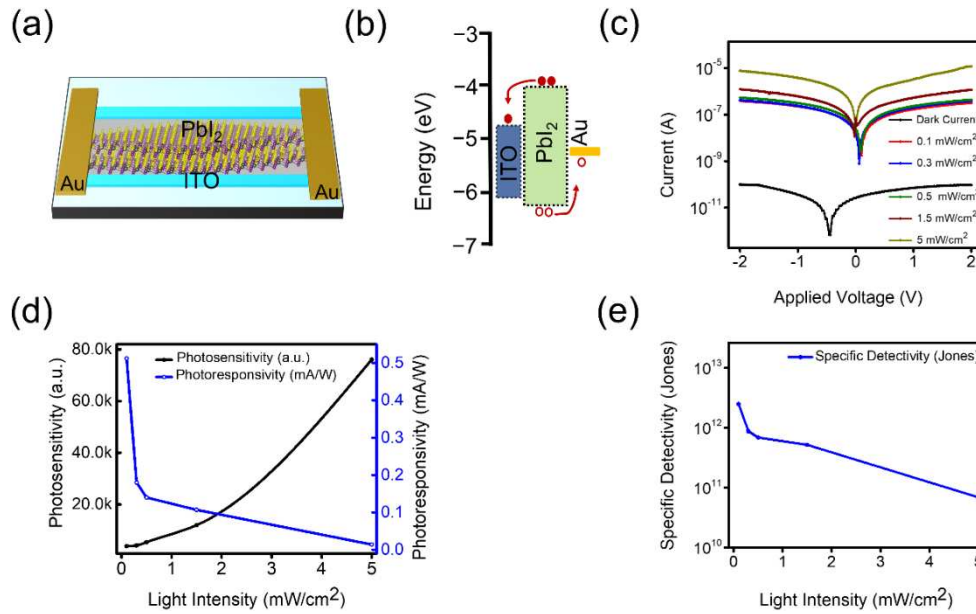 (a)
PbI₂
Au
ITO
Au
(b)
Energy (eV)
−3
−4
−5
−6
−7
ITO
PbI₂
Au
(c)
Current (A)
10⁻⁵
10⁻⁷
10⁻⁹
10⁻¹¹
Dark Current
0.1 mW/cm²
0.3 mW/cm²
0.5 mW/cm²
1.5 mW/cm²
5 mW/cm²
-2 -1 0 1 2
Applied Voltage (V)
(d)
Photosensitivity (a.u.)
80.0k
60.0k
40.0k
20.0k
Photosensitivity (a.u.)
Photoresponsivity (mA/W)
0.5
0.4
0.3
0.2
0.1
0.0
Photoresponsivity (mA/W)
0 1 2 3 4 5
Light Intensity (mW/cm²)
(e)
Specific Detectivity (Jones)
10¹³
10¹²
10¹¹
10¹⁰
Specific Detectivity (Jones)
0 1 2 3 4 5
Light Intensity (mW/cm²)